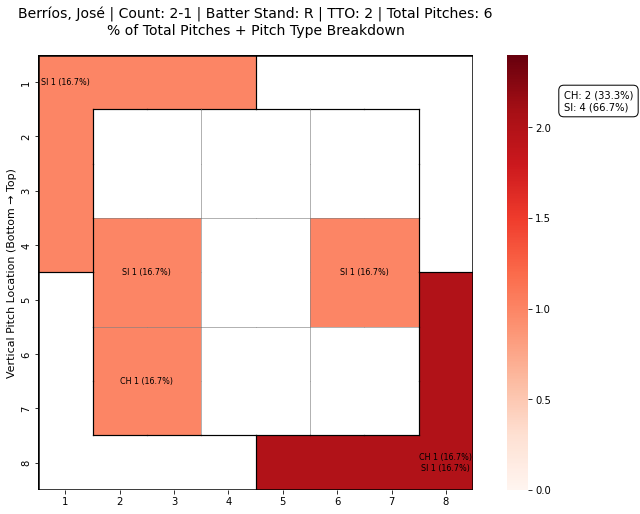 Berríos, José | Count: 2-1 | Batter Stand: R | TTO: 2 | Total Pitches: 6
% of Total Pitches + Pitch Type Breakdown
CH: 2 (33.3%)
SI: 4 (66.7%)
SI 1 (16.7%)
SI 1 (16.7%)
SI 1 (16.7%)
CH 1 (16.7%)
CH 1 (16.7%)
SI 1 (16.7%)
Vertical Pitch Location (Bottom → Top)
1
2
3
4
5
6
7
8
1 2 3 4 5 6 7 8
2.0
1.5
1.0
0.5
0.0